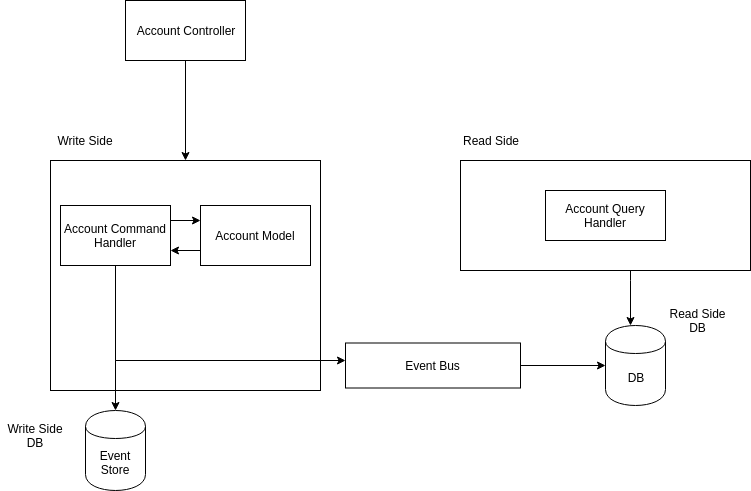 Account Controller
Write Side
Read Side
Account Command
Handler
Account Model
Account Query
Handler
Read Side
DB
Event Bus
DB
Write Side
DB
Event
Store